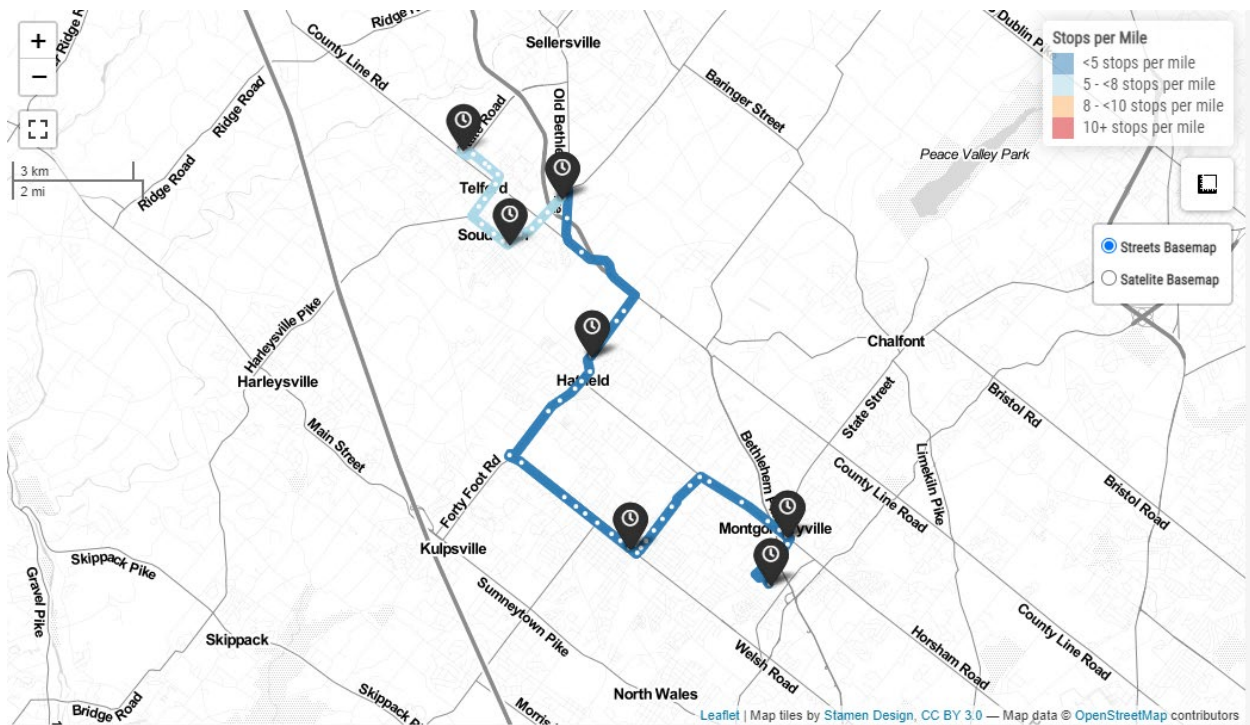 +
−
3 km
2 mi
Ridge Road
Ridge Road
County Line Rd
Sellersville
Baringer Street
Dublin Pike
Stops per Mile
<5 stops per mile
5 - <8 stops per mile
8 - <10 stops per mile
10+ stops per mile
Peace Valley Park
Streets Basemap
Satelite Basemap
Telford
Harleysville Pike
Harleysville
Main Street
Hatfield
Chalfont
State Street
Bristol Rd
Bristol Road
Limekiln Pike
County Line Road
County Line Road
Forty Foot Rd
Kulpsville
Skippack Pike
Gravel Pike
Skippack
Sumneytown Pike
Welsh Road
Horsham Road
North Wales
Bridge Road
Skippack Pike
Leaflet | Map tiles by Stamen Design, CC BY 3.0 — Map data © OpenStreetMap contributors